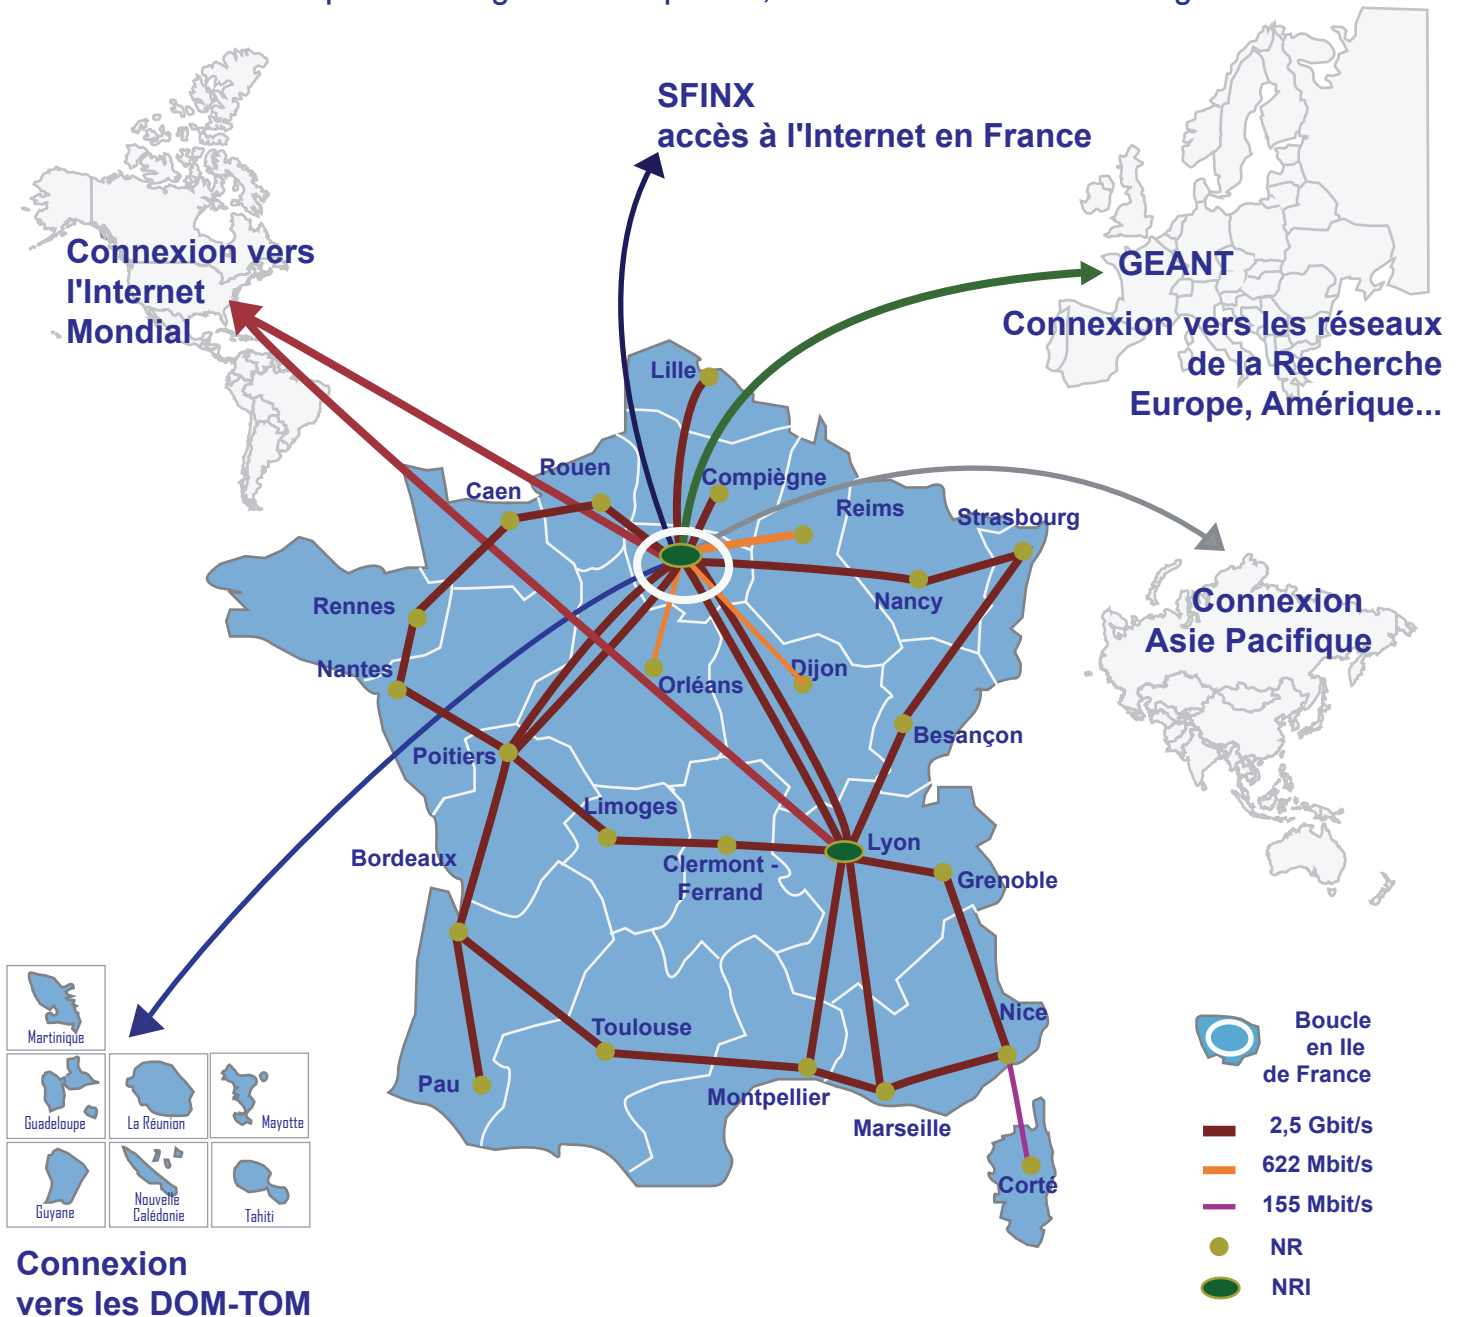 SFINX
accès à l'Internet en France
Connexion vers
l'Internet
Mondial
GEANT
Connexion vers les réseaux
de la Recherche
Europe, Amérique...
Lille
Rouen
Compiègne
Caen
Reims
Strasbourg
Connexion
Asie Pacifique
Rennes
Nancy
Nantes
Orléans
Dijon
Besançon
Poitiers
Limoges
Lyon
Bordeaux
Clermont -
Ferrand
Grenoble
Nice
Toulouse
Pau
Montpellier
Marseille
Corté
Martinique
Guadeloupe
La Réunion
Mayotte
Guyane
Nouvelle
Calédonie
Tahiti
Connexion
vers les DOM-TOM
Boucle
en Ile
de France
2,5 Gbit/s
622 Mbit/s
155 Mbit/s
NR
NRI